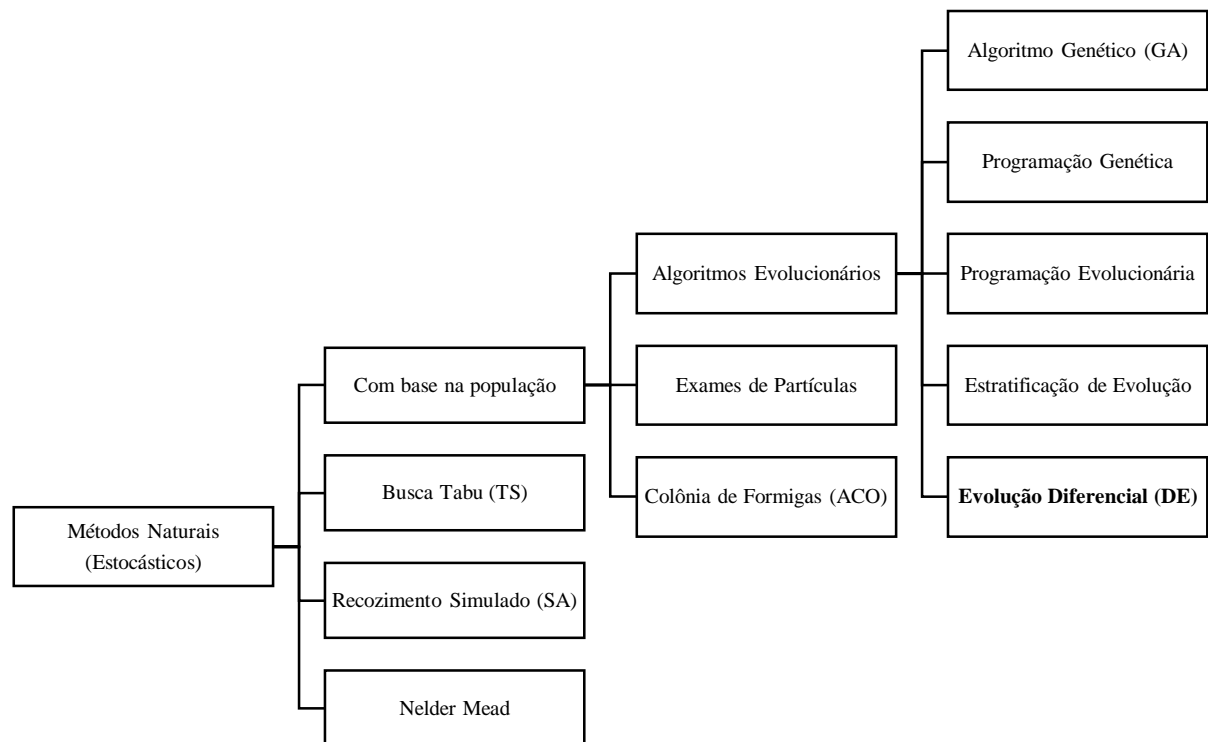 Métodos Naturais
(Estocásticos)
Com base na população
Busca Tabu (TS)
Recozimento Simulado (SA)
Nelder Mead
Algoritmos Evolucionários
Exames de Partículas
Colônia de Formigas (ACO)
Algoritmo Genético (GA)
Programação Genética
Programação Evolucionária
Estratificação de Evolução
Evolução Diferencial (DE)